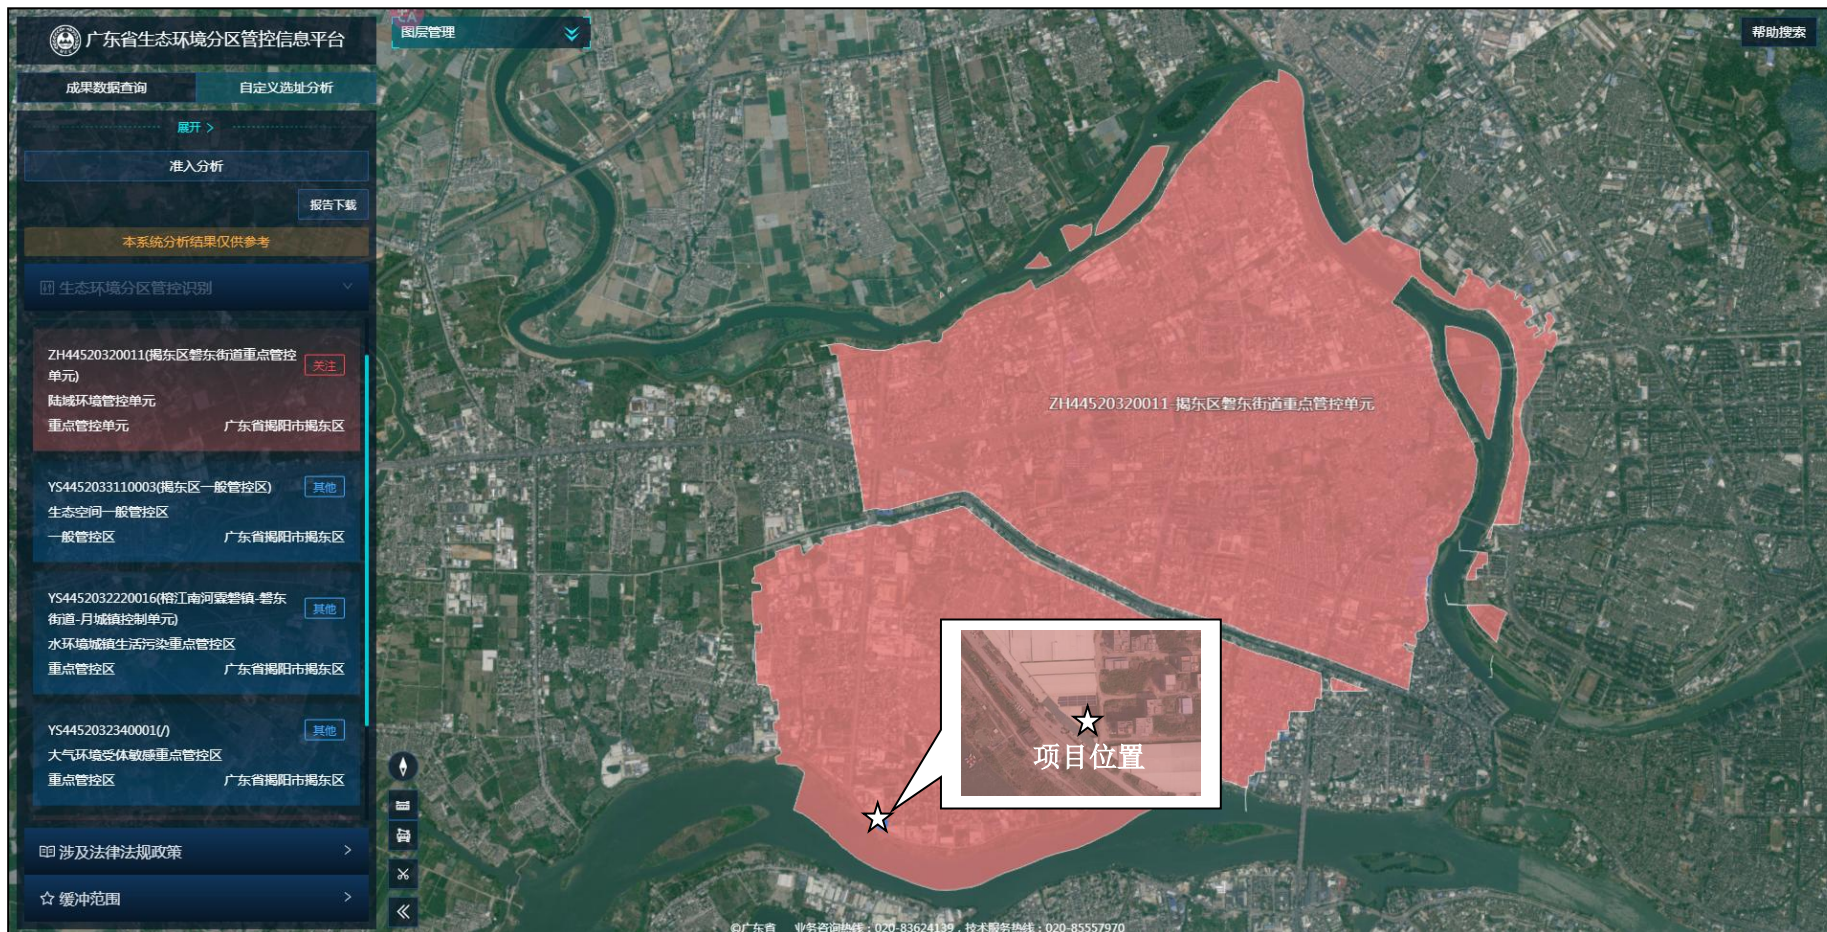 广东省生态环境分区管控信息平台
成果数据查询
自定义选址分析
展开 >
准入分析
报告下载
本系统分析结果仅供参考
生态环境分区管控识别
ZH44520320011(揭东区磐东街道重点管控
单元)
关注
陆域环境管控单元
重点管控单元
广东省揭阳市揭东区
YS4452033110003(揭东区一般管控区)
其他
生态空间一般管控区
一般管控区
广东省揭阳市揭东区
YS4452032220016(榕江南河霖磐镇-磐东
街道-月城镇控制单元)
其他
水环境城镇生活污染重点管控区
重点管控区
广东省揭阳市揭东区
YS4452032340001(/)
其他
大气环境受体敏感重点管控区
重点管控区
广东省揭阳市揭东区
涉及法律法规政策
缓冲范围
图层管理
帮助搜索
ZH44520320011-揭东区磐东街道重点管控单元
项目位置
©广东省 业务咨询热线：020-83624139，技术服务热线：020-85557970